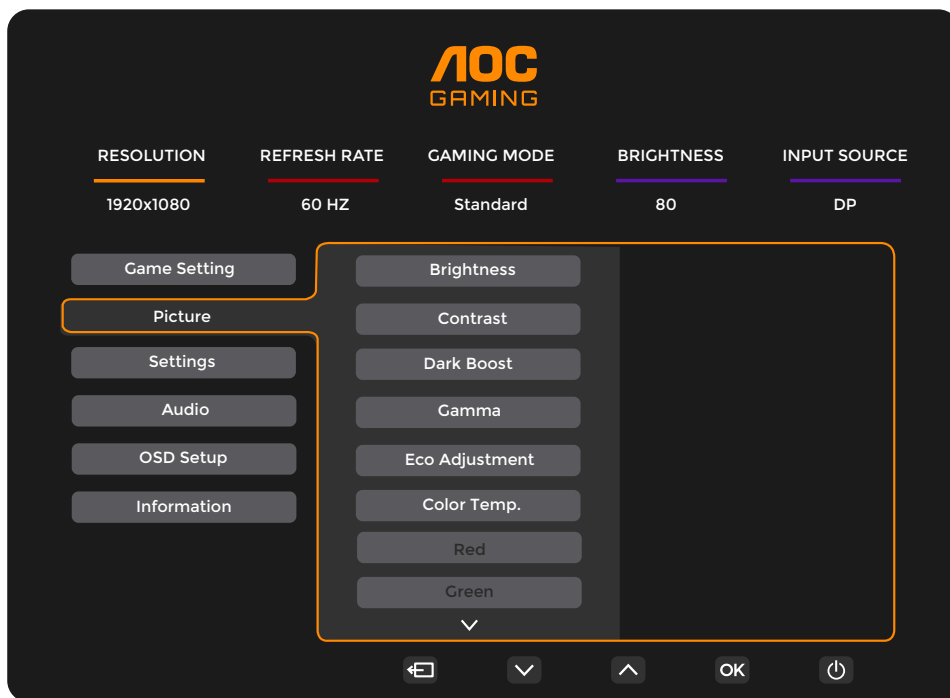 AOC
GAMING
RESOLUTION REFRESH RATE GAMING MODE BRIGHTNESS INPUT SOURCE
1920x1080 60 HZ Standard 80 DP
Game Setting
Picture
Settings
Audio
OSD Setup
Information
Brightness
Contrast
Dark Boost
Gamma
Eco Adjustment
Color Temp.
Red
Green
OK